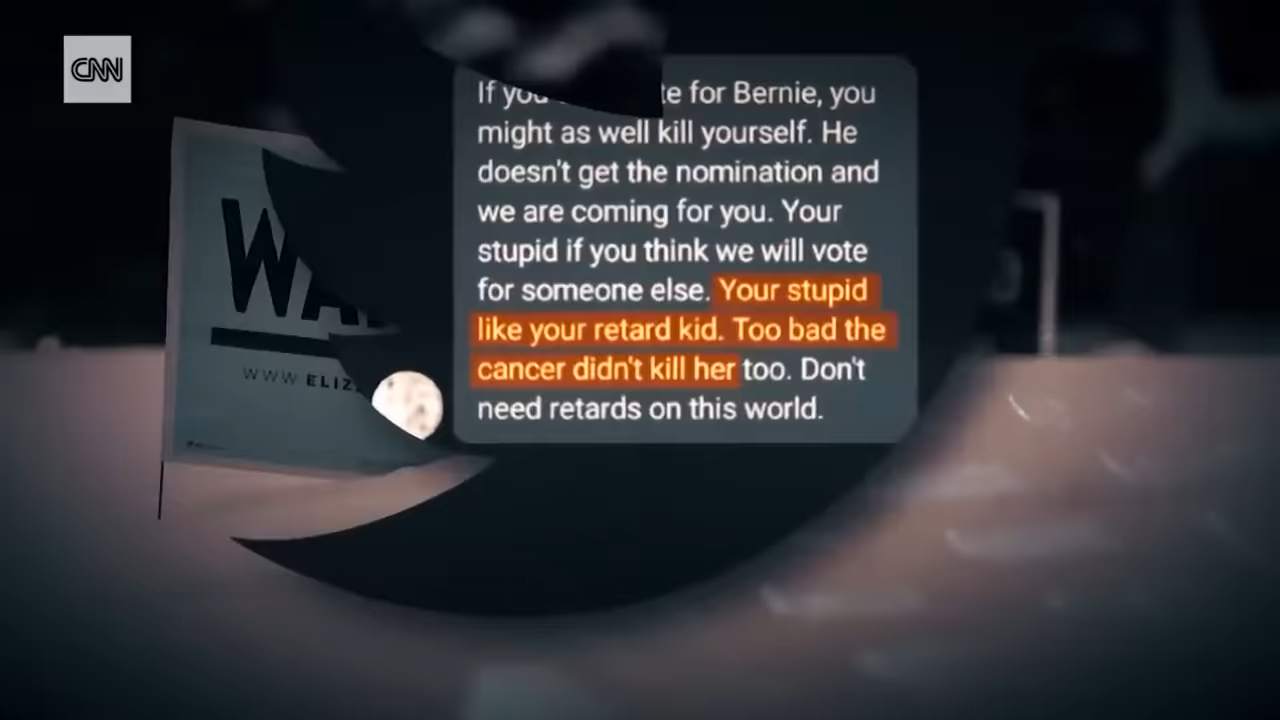 CNN
If you te for Bernie, you
might as well kill yourself. He
doesn't get the nomination and
we are coming for you. Your
stupid if you think we will vote
for someone else. Your stupid
like your retard kid. Too bad the
cancer didn't kill her too. Don't
need retards on this world.
WA
WWW.ELIZ